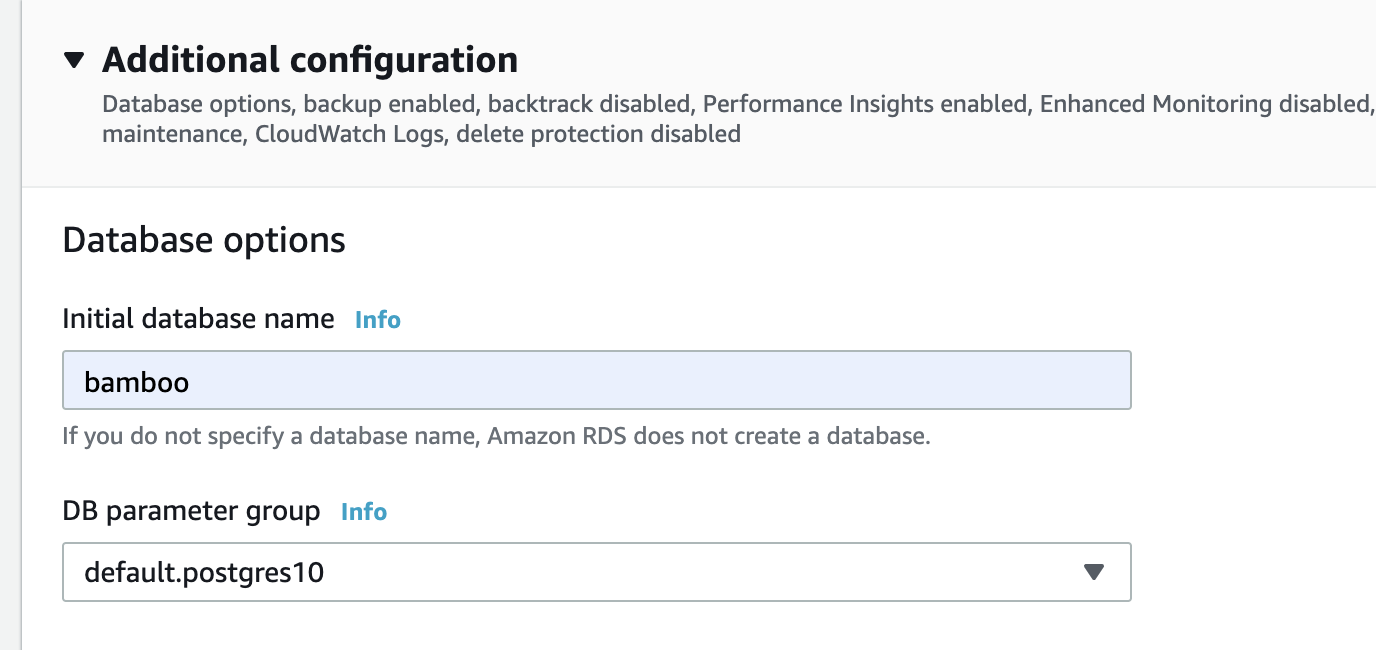 Additional configuration
Database options, backup enabled, backtrack disabled, Performance Insights enabled, Enhanced Monitoring disabled,
maintenance, CloudWatch Logs, delete protection disabled
Database options
Initial database name Info
bamboo
If you do not specify a database name, Amazon RDS does not create a database.
DB parameter group Info
default.postgres10